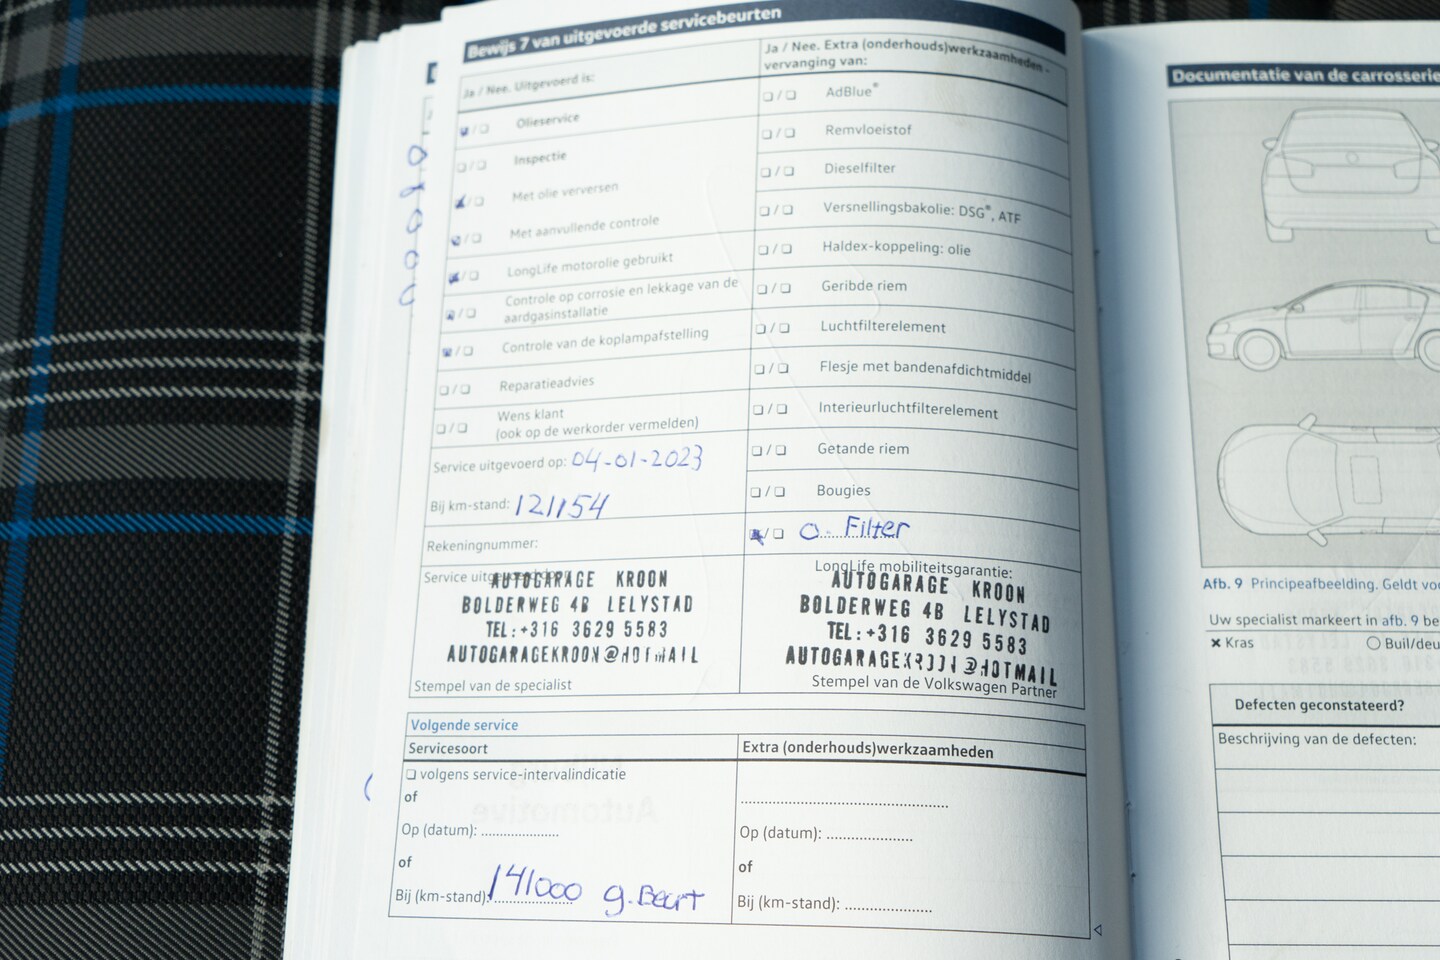 Bewijs 7 van uitgevoerde servicebeurten
Ja / Nee. Uitgevoerd is:
❑ / ❑ Olieservice
❑ / ❑ Inspectie
❑ / ❑ Met olie verversen
❑ / ❑ Met aanvullende controle
❑ / ❑ LongLife motorolie gebruikt
❑ / ❑ Controle op corrosie en lekkage van de
aardgasinstallatie
❑ / ❑ Controle van de koplampafstelling
❑ / ❑ Reparatieadvies
❑ / ❑ Wens klant
(ook op de werkorder vermelden)
Service uitgevoerd op: 04-01-2023
Bij km-stand: 121154
Rekeningnummer:
Service
AUTOGARAGE KROON
BOLDERWEG 4B LELYSTAD
TEL:+316 3629 5583
AUTOGARAGEKROON@HOTMAIL
Stempel van de specialist
Ja / Nee. Extra (onderhouds)werkzaamheden -
vervanging van:
❑ / ❑ AdBlue®
❑ / ❑ Remvloeistof
❑ / ❑ Dieselfilter
❑ / ❑ Versnellingsbakolie: DSG®, ATF
❑ / ❑ Haldex-koppeling: olie
❑ / ❑ Geribde riem
❑ / ❑ Luchtfilterelement
❑ / ❑ Flesje met bandenafdichtmiddel
❑ / ❑ Interieurluchtfilterelement
❑ / ❑ Getande riem
❑ / ❑ Bougies
❑ / ❑ O. Filter
LongLife mobiliteitsgarantie:
AUTOGARAGE KROON
BOLDERWEG 4B LELYSTAD
TEL:+316 3629 5583
AUTOGARAGEKROON@HOTMAIL
Stempel van de Volkswagen Partner
Volgende service
Servicesoort
❑ volgens service-intervalindicatie
of
Op (datum): ....................
of
Bij (km-stand): 141000 g. Beurt
Extra (onderhouds)werkzaamheden
Op (datum): ......................
of
Bij (km-stand): ......................
Documentatie van de carrosserie
Afb. 9 Principeafbeelding. Geldt
Uw specialist markeert in afb. 9
✖ Kras
○ Buil/
Defecten geconstateerd?
Beschrijving van de defecten: